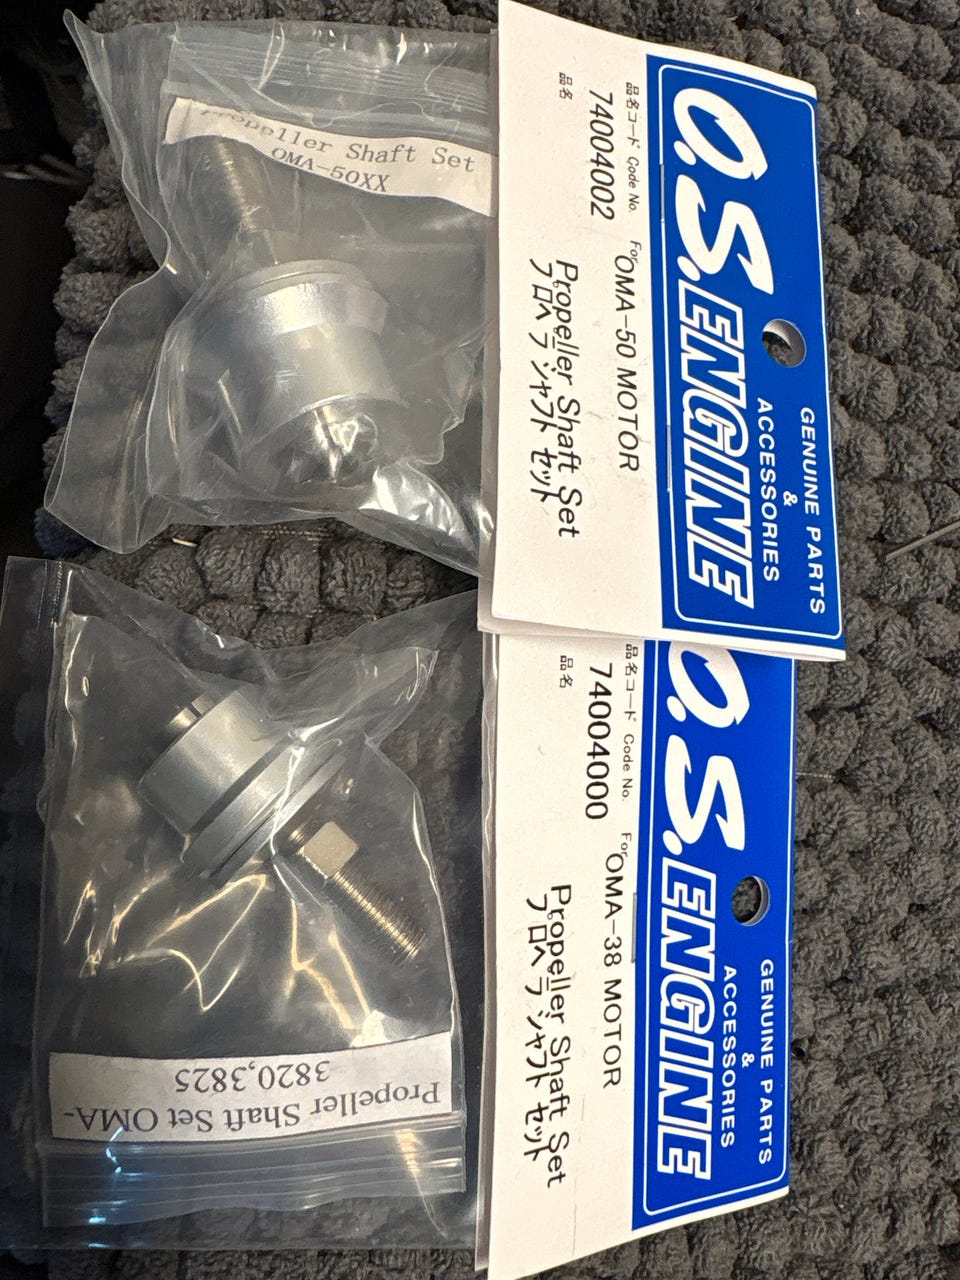 Propeller Shaft Set
OMA-50XX
O.S.ENGINE
GENUINE PARTS
&
ACCESSORIES
品名コード Code No.
74004002
For OMA-50 MOTOR
品名
Propeller Shaft Set
プロペラシャフトセット
O.S.ENGINE
GENUINE PARTS
&
ACCESSORIES
品名コード Code No.
74004000
For OMA-38 MOTOR
品名
Propeller Shaft Set
プロペラシャフトセット
Propeller Shaft Set OMA-
3820,3825